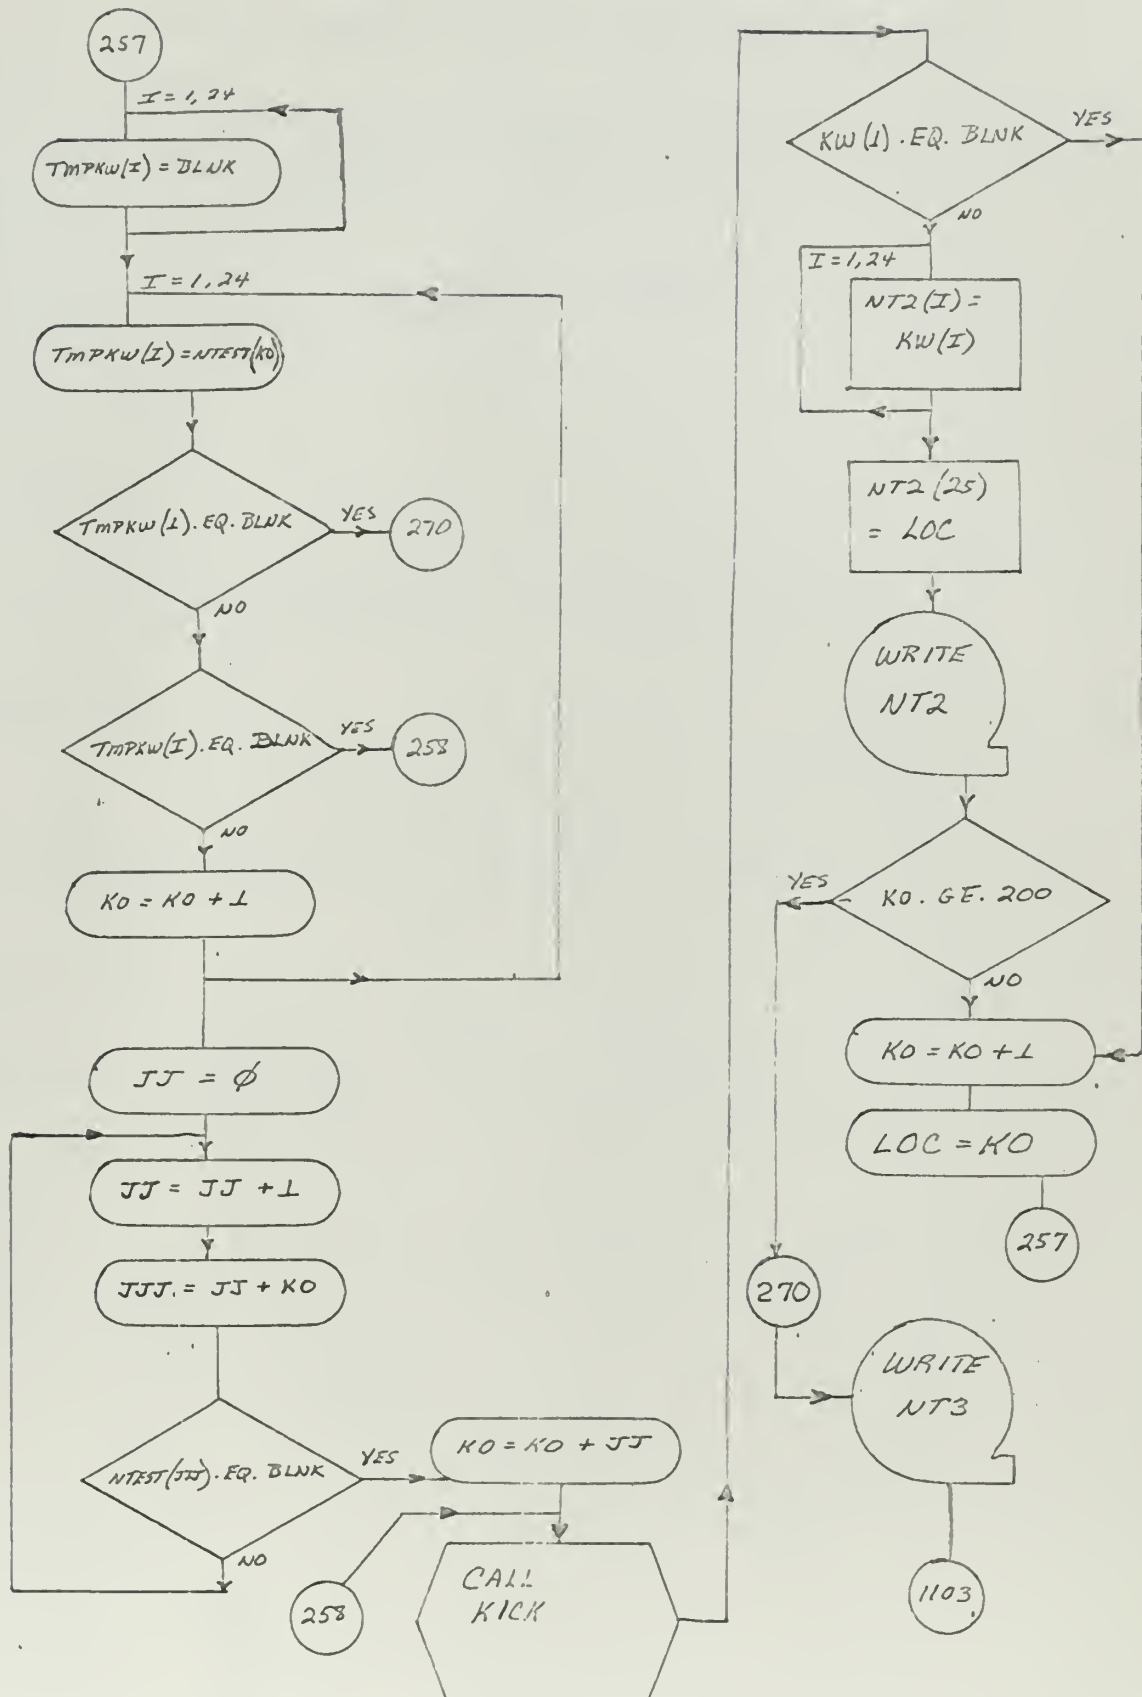 257
I = 1, 24
TMPKW(I) = BLNK
I = 1, 24
TMPKW(I) = NTEST(KO)
TMPKW(1).EQ. BLNK
YES
270
NO
TMPKW(I).EQ. BLNK
YES
258
NO
KO = KO + 1
JJ = Ø
JJ = JJ + 1
JJJ. = JJ + KO
NTEST(JJJ).EQ. BLNK
YES
KO = KO + JJ
NO
258
CALL
KICK
KW(1).EQ. BLNK
YES
NO
I = 1, 24
NT2(I) =
KW(I)
NT2(25)
= LOC
WRITE
NT2
YES
KO. GE. 200
NO
KO = KO + 1
LOC = KO
257
270
WRITE
NT3
1103